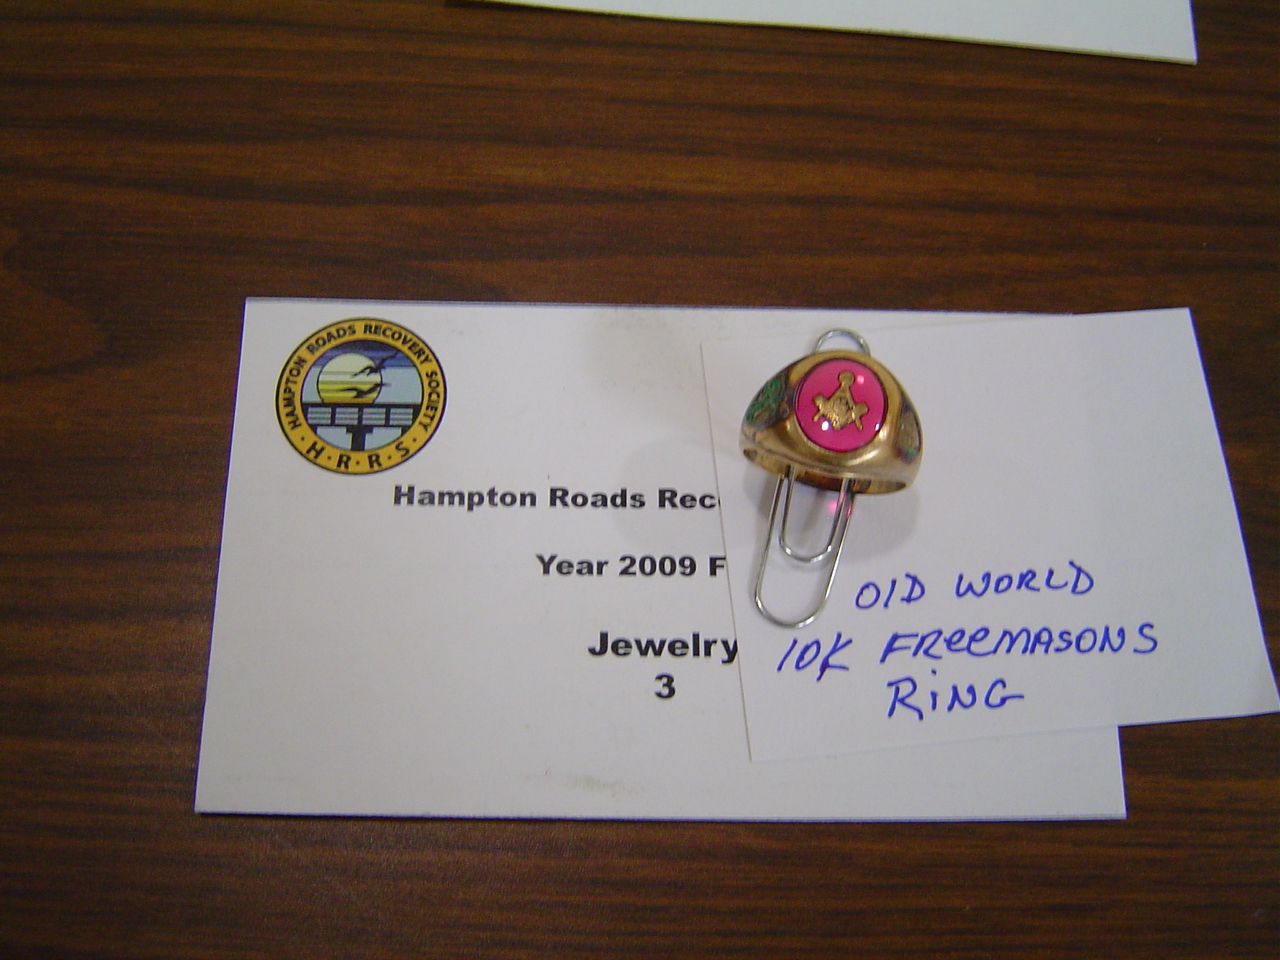 HAMPTON ROADS RECOVERY SOCIETY
H·R·R·S
Hampton Roads Rec
Year 2009 F
Jewelry
3
OlD WORLD
10K FReeMASONS
RiNG